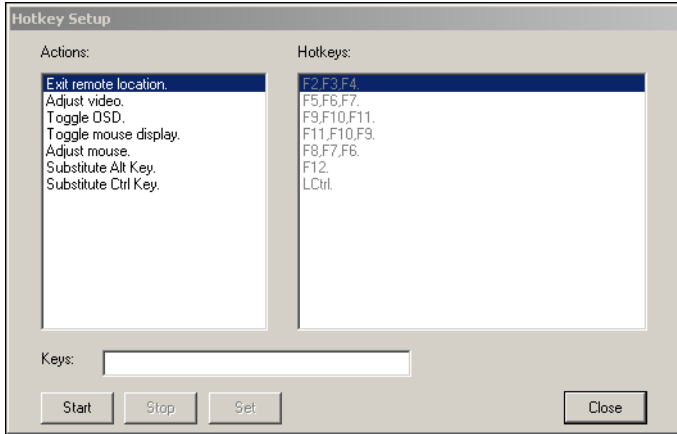 Hotkey Setup
Actions:
Hotkeys:
Exit remote location.
F2,F3,F4.
Adjust video.
F5,F6,F7.
Toggle OSD.
F9,F10,F11.
Toggle mouse display.
F11,F10,F9.
Adjust mouse.
F8,F7,F6.
Substitute Alt Key.
F12.
Substitute Ctrl Key.
LCtrl.
Keys:
Start
Stop
Set
Close